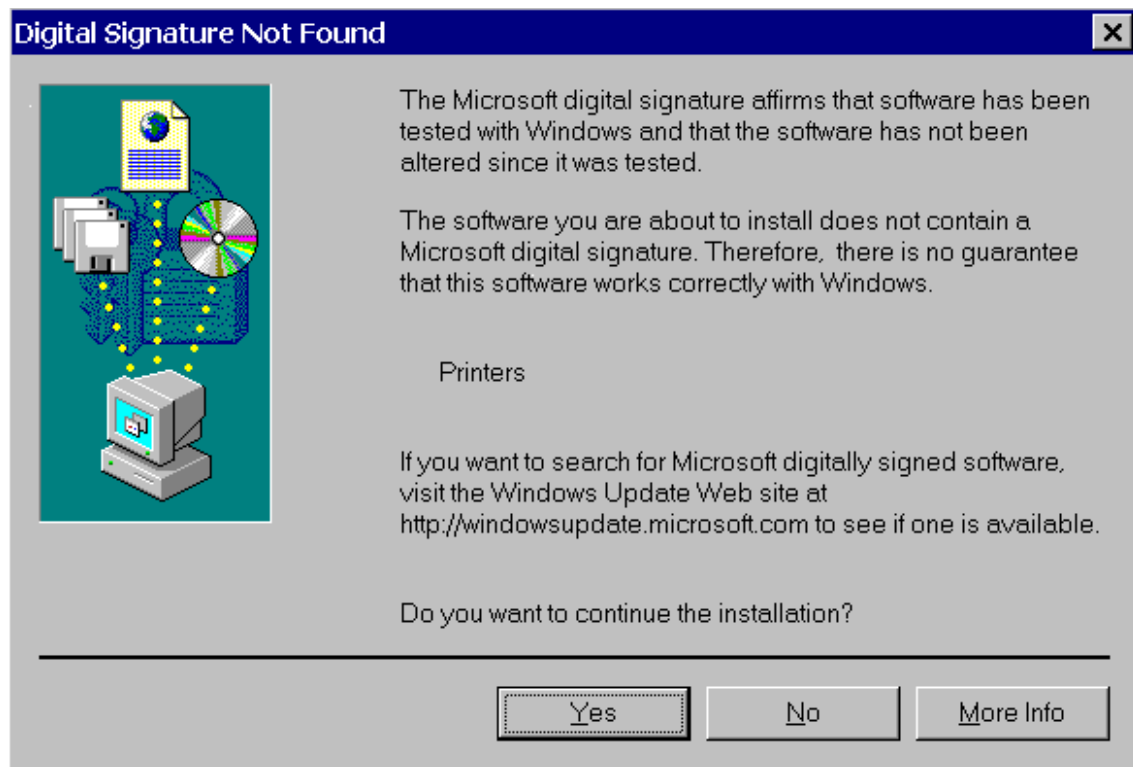 Digital Signature Not Found
The Microsoft digital signature affirms that software has been
tested with Windows and that the software has not been
altered since it was tested.
The software you are about to install does not contain a
Microsoft digital signature. Therefore,  there is no guarantee
that this software works correctly with Windows.
Printers
If you want to search for Microsoft digitally signed software,
visit the Windows Update Web site at
http://windowsupdate.microsoft.com to see if one is available.
Do you want to continue the installation?
Yes No More Info